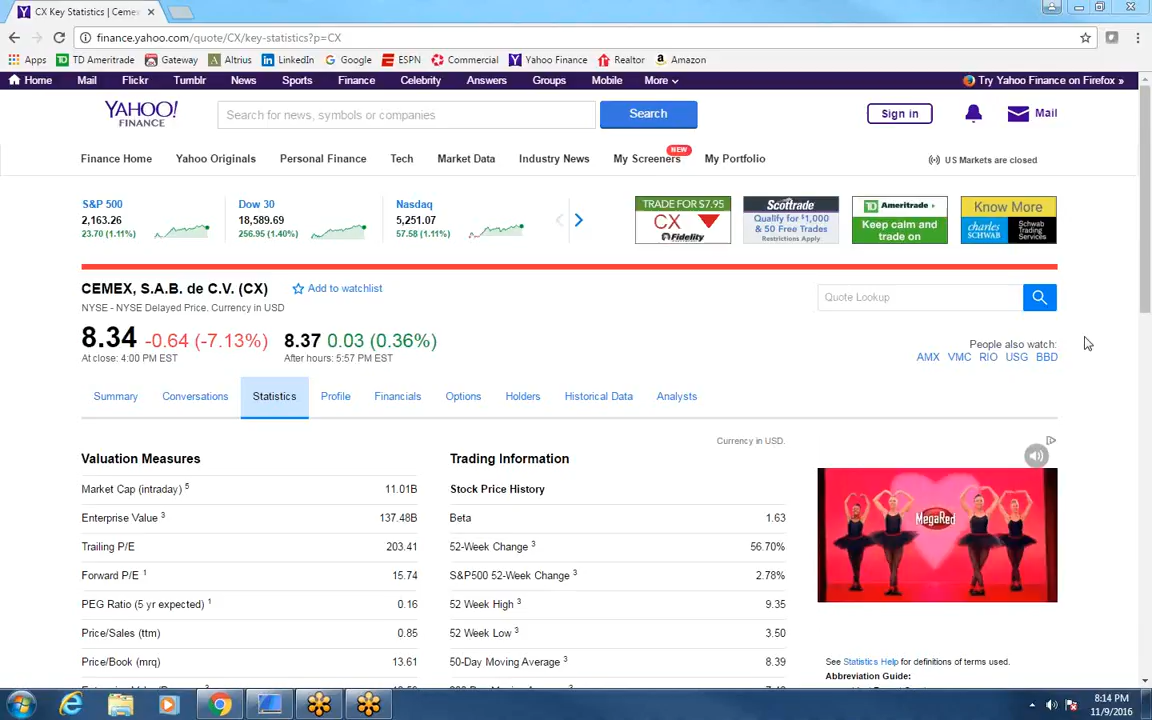 CX Key Statistics | Ceme
finance.yahoo.com/quote/CX/key-statistics?p=CX
Apps TD Ameritrade Gateway Altrius LinkedIn Google ESPN Commercial Yahoo Finance Realtor Amazon
Home Mail Flickr Tumblr News Sports Finance Celebrity Answers Groups Mobile More Try Yahoo Finance on Firefox »
YAHOO!
FINANCE
Search for news, symbols or companies
Search
Sign in
Mail
NEW
Finance Home Yahoo Originals Personal Finance Tech Market Data Industry News My Screeners My Portfolio US Markets are closed
S&P 500
2,163.26
23.70 (1.11%)
Dow 30
18,589.69
256.95 (1.40%)
Nasdaq
5,251.07
57.58 (1.11%)
TRADE FOR $7.95
CX
Fidelity
Scottrade
Qualify for $1,000
& 50 Free Trades
Restrictions Apply
TD Ameritrade
Keep calm and
trade on
Know More
charles
SCHWAB
Schwab
Trading
Services
CEMEX, S.A.B. de C.V. (CX)
Add to watchlist
Quote Lookup
NYSE - NYSE Delayed Price. Currency in USD
8.34 -0.64 (-7.13%) 8.37 0.03 (0.36%)
At close: 4:00 PM EST After hours: 5:57 PM EST
People also watch:
AMX VMC RIO USG BBD
Summary Conversations Statistics Profile Financials Options Holders Historical Data Analysts
Currency in USD.
Valuation Measures
Market Cap (intraday) 5 11.01B
Enterprise Value 3 137.48B
Trailing P/E 203.41
Forward P/E 1 15.74
PEG Ratio (5 yr expected) 1 0.16
Price/Sales (ttm) 0.85
Price/Book (mrq) 13.61
Trading Information
Stock Price History
Beta 1.63
52-Week Change 3 56.70%
S&P500 52-Week Change 3 2.78%
52 Week High 3 9.35
52 Week Low 3 3.50
50-Day Moving Average 3 8.39
MegaRed
See Statistics Help for definitions of terms used.
Abbreviation Guide:
8:14 PM
11/9/2016